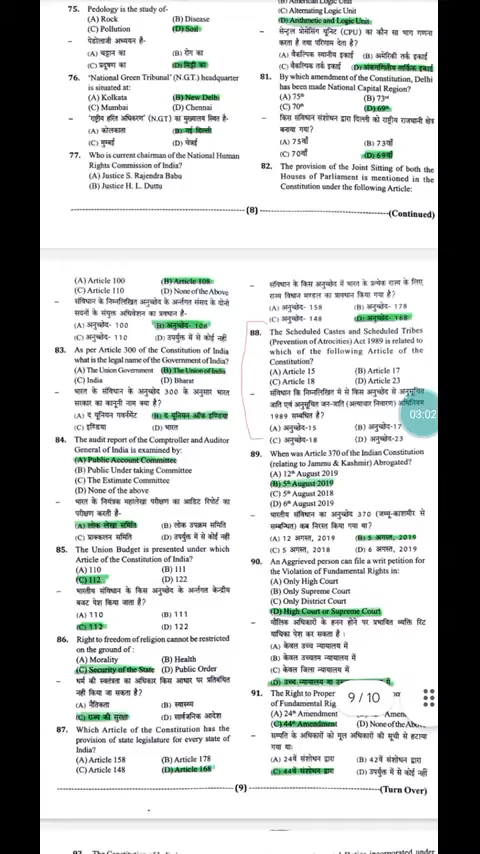 75. Pedology is the study of-
(A) Rock (B) Disease
(C) Pollution (D) Soil
- पेडोलाजी अध्ययन है-
(A) चट्टान का (B) रोग का
(C) प्रदूषण का (D) मिट्टी का
76. 'National Green Tribunal' (N.G.T.) headquarter
is situated at:
(A) Kolkata (B) New Delhi
(C) Mumbai (D) Chennai
- 'राष्ट्रीय हरित अधिकरण' (N.GT) का मुख्यालय स्थित है-
(A) कोलकाता (B) नई दिल्ली
(C) मुम्बई (D) चेन्नई
77. Who is current chairman of the National Human
Rights Commission of India?
(A) Justice S. Rajendra Babu
(B) Justice H. L. Duttu
(C) Alternating Logic Unit
(D) Arithmetic and Logic Unit
- सेन्ट्रल प्रोसेसिंग यूनिट (CPU) का कौन सा भाग गणना
करता है तथा परिणाम देता है?
(A) वैकल्पिक स्थानीय इकाई (B) अमेरिकी तर्क इकाई
(C) वैकल्पिक तर्क इकाई (D) अंकगणितीय तार्किक इकाई
81. By which amendment of the Constitution, Delhi
has been made National Capital Region?
(A) 75th (B) 73rd
(C) 70th (D) 69th
- किस संविधान संशोधन द्वारा दिल्ली को राष्ट्रीय राजधानी क्षेत्र
बनाया गया?
(A) 75वाँ (B) 73वाँ
(C) 70वाँ (D) 69वाँ
82. The provision of the Joint Sitting of both the
Houses of Parliament is mentioned in the
Constitution under the following Article:
(8) (Continued)
(A) Article 100 (B) Article 108
(C) Article 110 (D) None of the Above
- संविधान के निम्नलिखित अनुच्छेद के अर्न्तगत संसद के दोनों
सदनों के संयुक्त अधिवेशन का प्रावधान है-
(A) अनुच्छेद - 100 (B) अनुच्छेद - 108
(C) अनुच्छेद - 110 (D) उपर्युक्त में से कोई नहीं
83. As per Article 300 of the Constitution of India
what is the legal name of the Government of India?
(A) The Union Government (B) The Union of India
(C) India (D) Bharat
- भारत के संविधान के अनुच्छेद 300 के अनुसार भारत
सरकार का कानूनी नाम क्या है?
(A) द यूनियन गवर्नमेंट (B) द यूनियन ऑफ इण्डिया
(C) इण्डिया (D) भारत
84. The audit report of the Comptroller and Auditor
General of India is examined by:
(A) Public Account Committee
(B) Public Under taking Committee
(C) The Estimate Committee
(D) None of the above
- भारत के नियंत्रक महालेखा परीक्षक का आडिट रिपोर्ट का
परीक्षण करती है-
(A) लोक लेखा समिति (B) लोक उपक्रम समिति
(C) प्राक्कलन समिति (D) उपर्युक्त में से कोई नहीं
85. The Union Budget is presented under which
Article of the Constitution of India?
(A) 110 (B) 111
(C) 112 (D) 122
- भारतीय संविधान के किस अनुच्छेद के अर्न्तगत केन्द्रीय
बजट पेश किया जाता है?
(A) 110 (B) 111
(C) 112 (D) 122
86. Right to freedom of religion cannot be restricted
on the ground of :
(A) Morality (B) Health
(C) Security of the State (D) Public Order
- धर्म की स्वतंत्रता का अधिकार किस आधार पर प्रतिबंधित
नहीं किया जा सकता है?
(A) नैतिकता (B) स्वास्थ्य
(C) राज्य की सुरक्षा (D) सार्वजनिक आदेश
87. Which Article of the Constitution has the
provision of state legislature for every state of
India?
(A) Article 158 (B) Article 178
(C) Article 148 (D) Article 168
- संविधान के किस अनुच्छेद में भारत के प्रत्येक राज्य के लिए
राज्य विधान मण्डल का प्रावधान किया गया है?
(A) अनुच्छेद - 158 (B) अनुच्छेद - 178
(C) अनुच्छेद - 148 (D) अनुच्छेद - 168
88. The Scheduled Castes and Scheduled Tribes
(Prevention of Atrocities) Act 1989 is related to
which of the following Article of the
Constitution?
(A) Article 15 (B) Article 17
(C) Article 18 (D) Article 23
- संविधान कि निम्नलिखित में से किस अनुच्छेद से अनुसूचित
जाति एवं अनुसूचित जन-जाति (अत्याचार निवारण)
1989 सम्बंधित है?
(A) अनुच्छेद-15 (B) अनुच्छेद-17
(C) अनुच्छेद-18 (D) अनुच्छेद-23
03:02
89. When was Article 370 of the Indian Constitution
(relating to Jammu & Kashmir) Abrogated?
(A) 12th August 2019
(B) 5th August 2019
(C) 5th August 2018
(D) 6th August 2019
- भारतीय संविधान का अनुच्छेद 370 (जम्मू-काश्मीर से
सम्बन्धित) कब निरस्त किया गया था?
(A) 12 अगस्त, 2019 (B) 5 अगस्त, 2019
(C) 5 अगस्त, 2018 (D) 6 अगस्त, 2019
90. An Aggrieved person can file a writ petition for
the Violation of Fundamental Rights in:
(A) Only High Court
(B) Only Supreme Court
(C) Only District Court
(D) High Court or Supreme Court
- मौलिक अधिकारों के हनन होने पर प्रभावित व्यक्ति रिट
याचिका पेश कर सकता है :
(A) केवल उच्च न्यायालय में
(B) केवल उच्चतम न्यायालय में
(C) केवल जिला न्यायालय में
(D) उच्च न्यायालय या में
91. The Right to Proper
of Fundamental Rig
(A) 24th Amendment Amen
(C) 44th Amendment (D) None of the Abo
9 / 10
- सम्पत्ति के अधिकारों को मूल अधिकारों की सूची से हटाया
गया था:
(A) 24वें संशोधन द्वारा (B) 42वें संशोधन द्वारा
(C) 44वें संशोधन द्वारा (D) उपर्युक्त में से कोई नहीं
(9) (Turn Over)